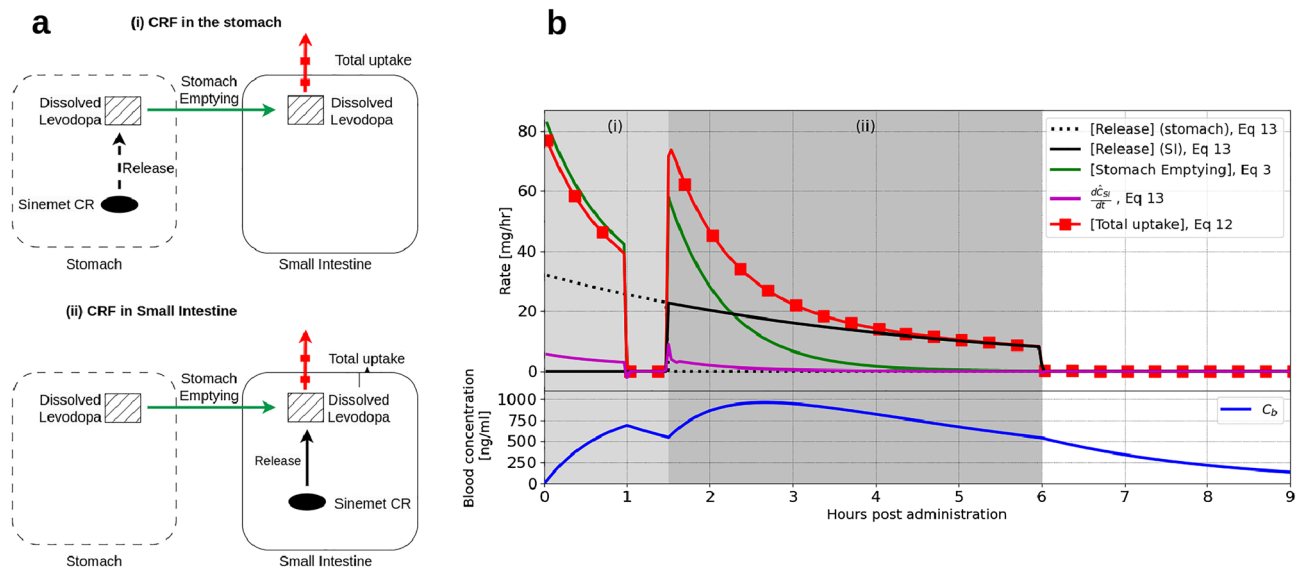 a
(i) CRF in the stomach
Total uptake
Stomach
Emptying
Dissolved
Levodopa
Dissolved
Levodopa
Release
Sinemet CR
Stomach
Small Intestine
(ii) CRF in Small Intestine
Total uptake
Stomach
Emptying
Dissolved
Levodopa
Dissolved
Levodopa
Release
Sinemet CR
Stomach
Small Intestine
b
(i)
(ii)
[Release] (stomach), Eq 13
[Release] (SI), Eq 13
[Stomach Emptying], Eq 3
dĈ_SI/dt , Eq 13
[Total uptake], Eq 12
Rate [mg/hr]
80
60
40
20
0
Blood concentration
[ng/ml]
1000
750
500
250
0
C_b
0 1 2 3 4 5 6 7 8 9
Hours post administration